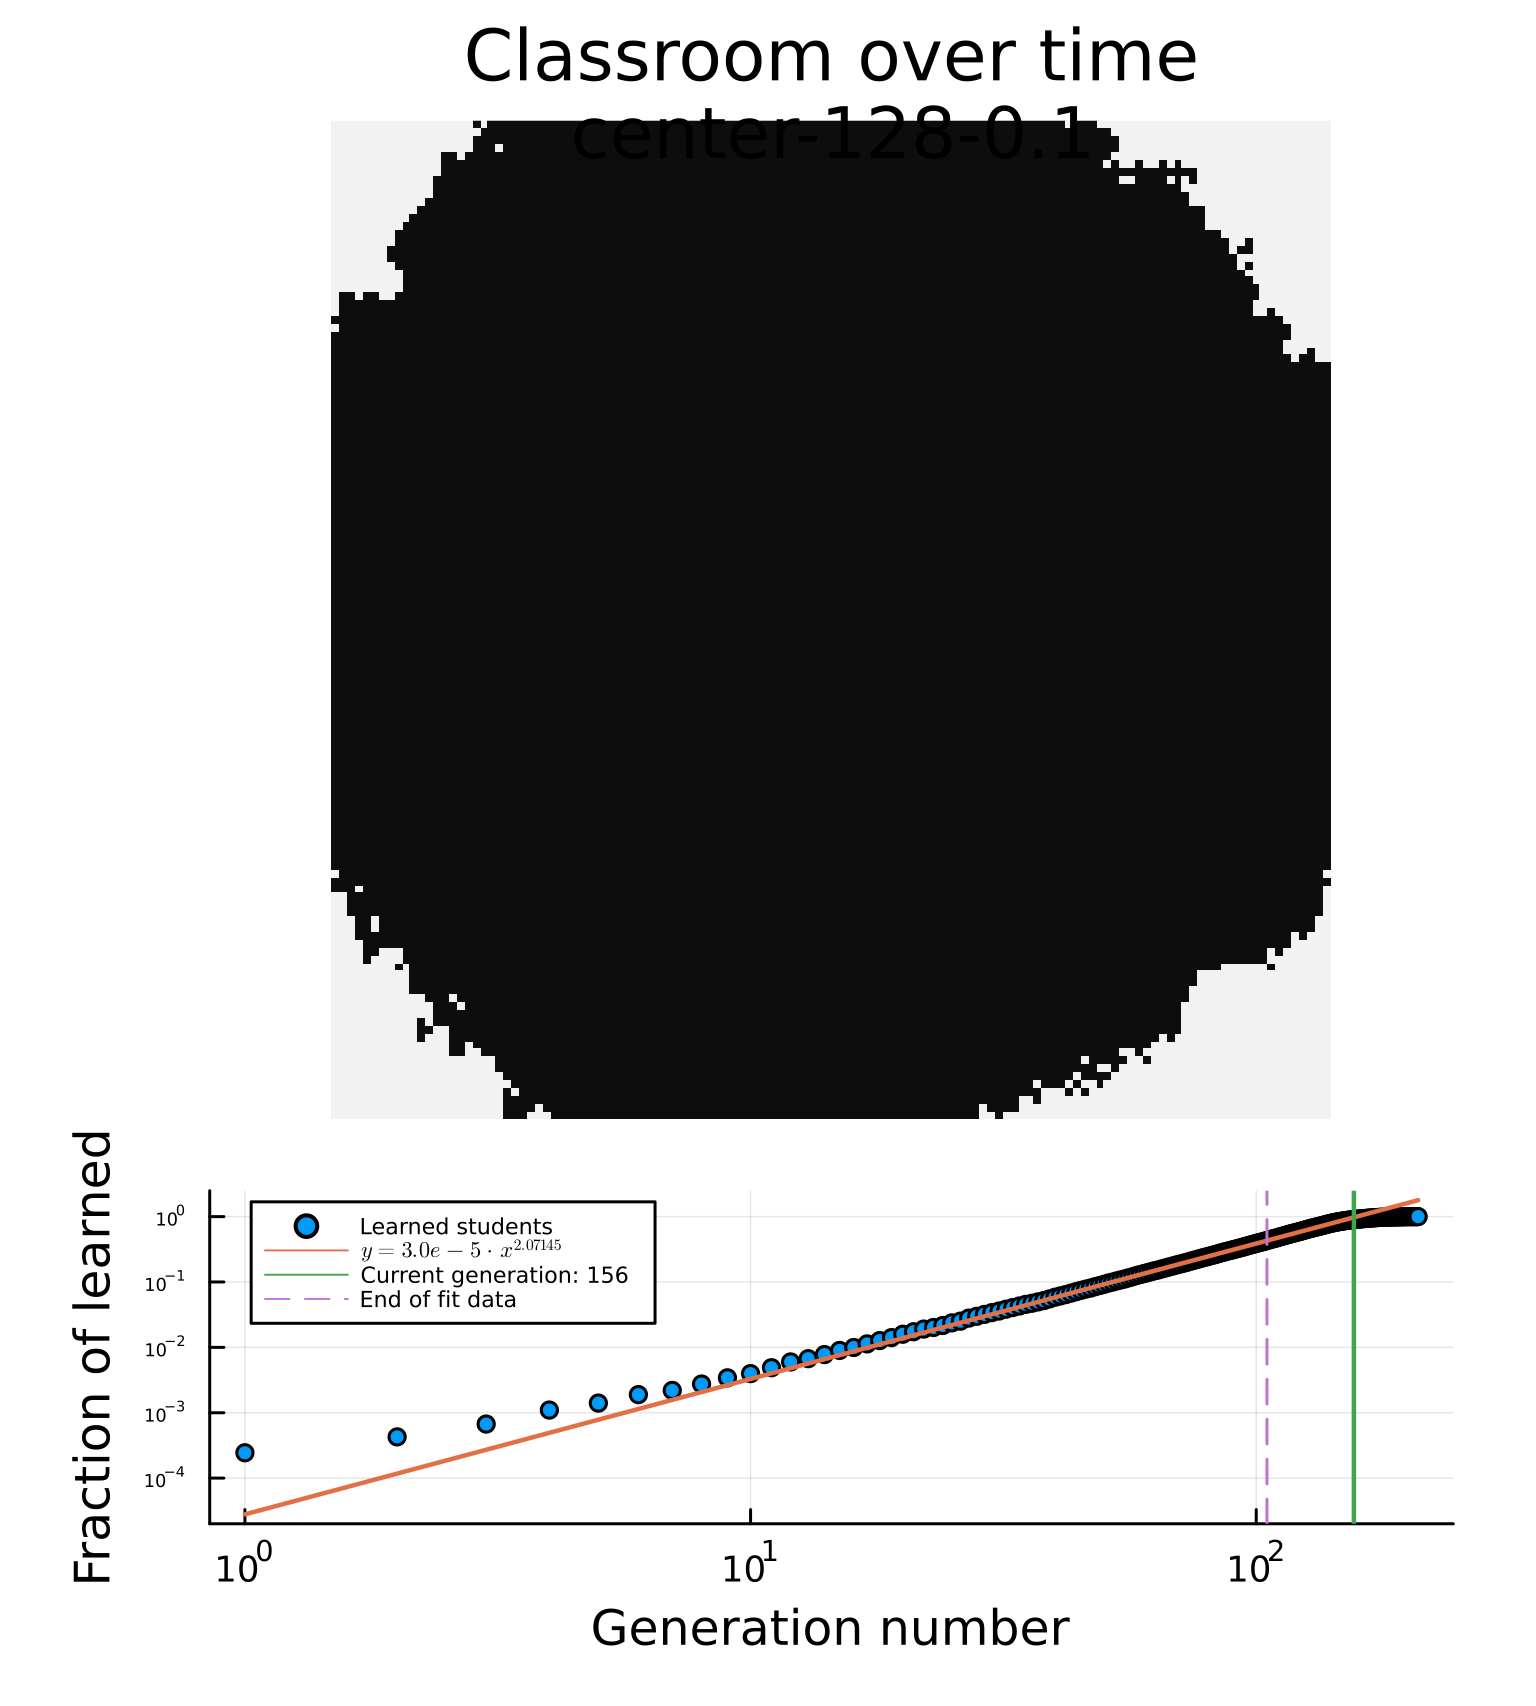 Classroom over time
center-128-0.1
Fraction of learned
10⁰
10⁻¹
10⁻²
10⁻³
10⁻⁴
Learned students
y = 3.0e − 5 · x^2.07145
Current generation: 156
End of fit data
10⁰ 10¹ 10²
Generation number